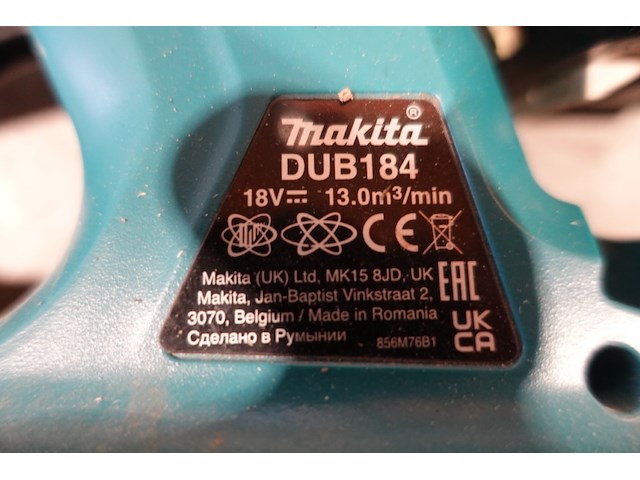 makita®
DUB184
18V⎓ 13.0m³/min
CE
Makita (UK) Ltd, MK15 8JD, UK
Makita, Jan-Baptist Vinkstraat 2,
3070, Belgium / Made in Romania
Сделано в Румынии
856M76B1
EAC
UK
CA